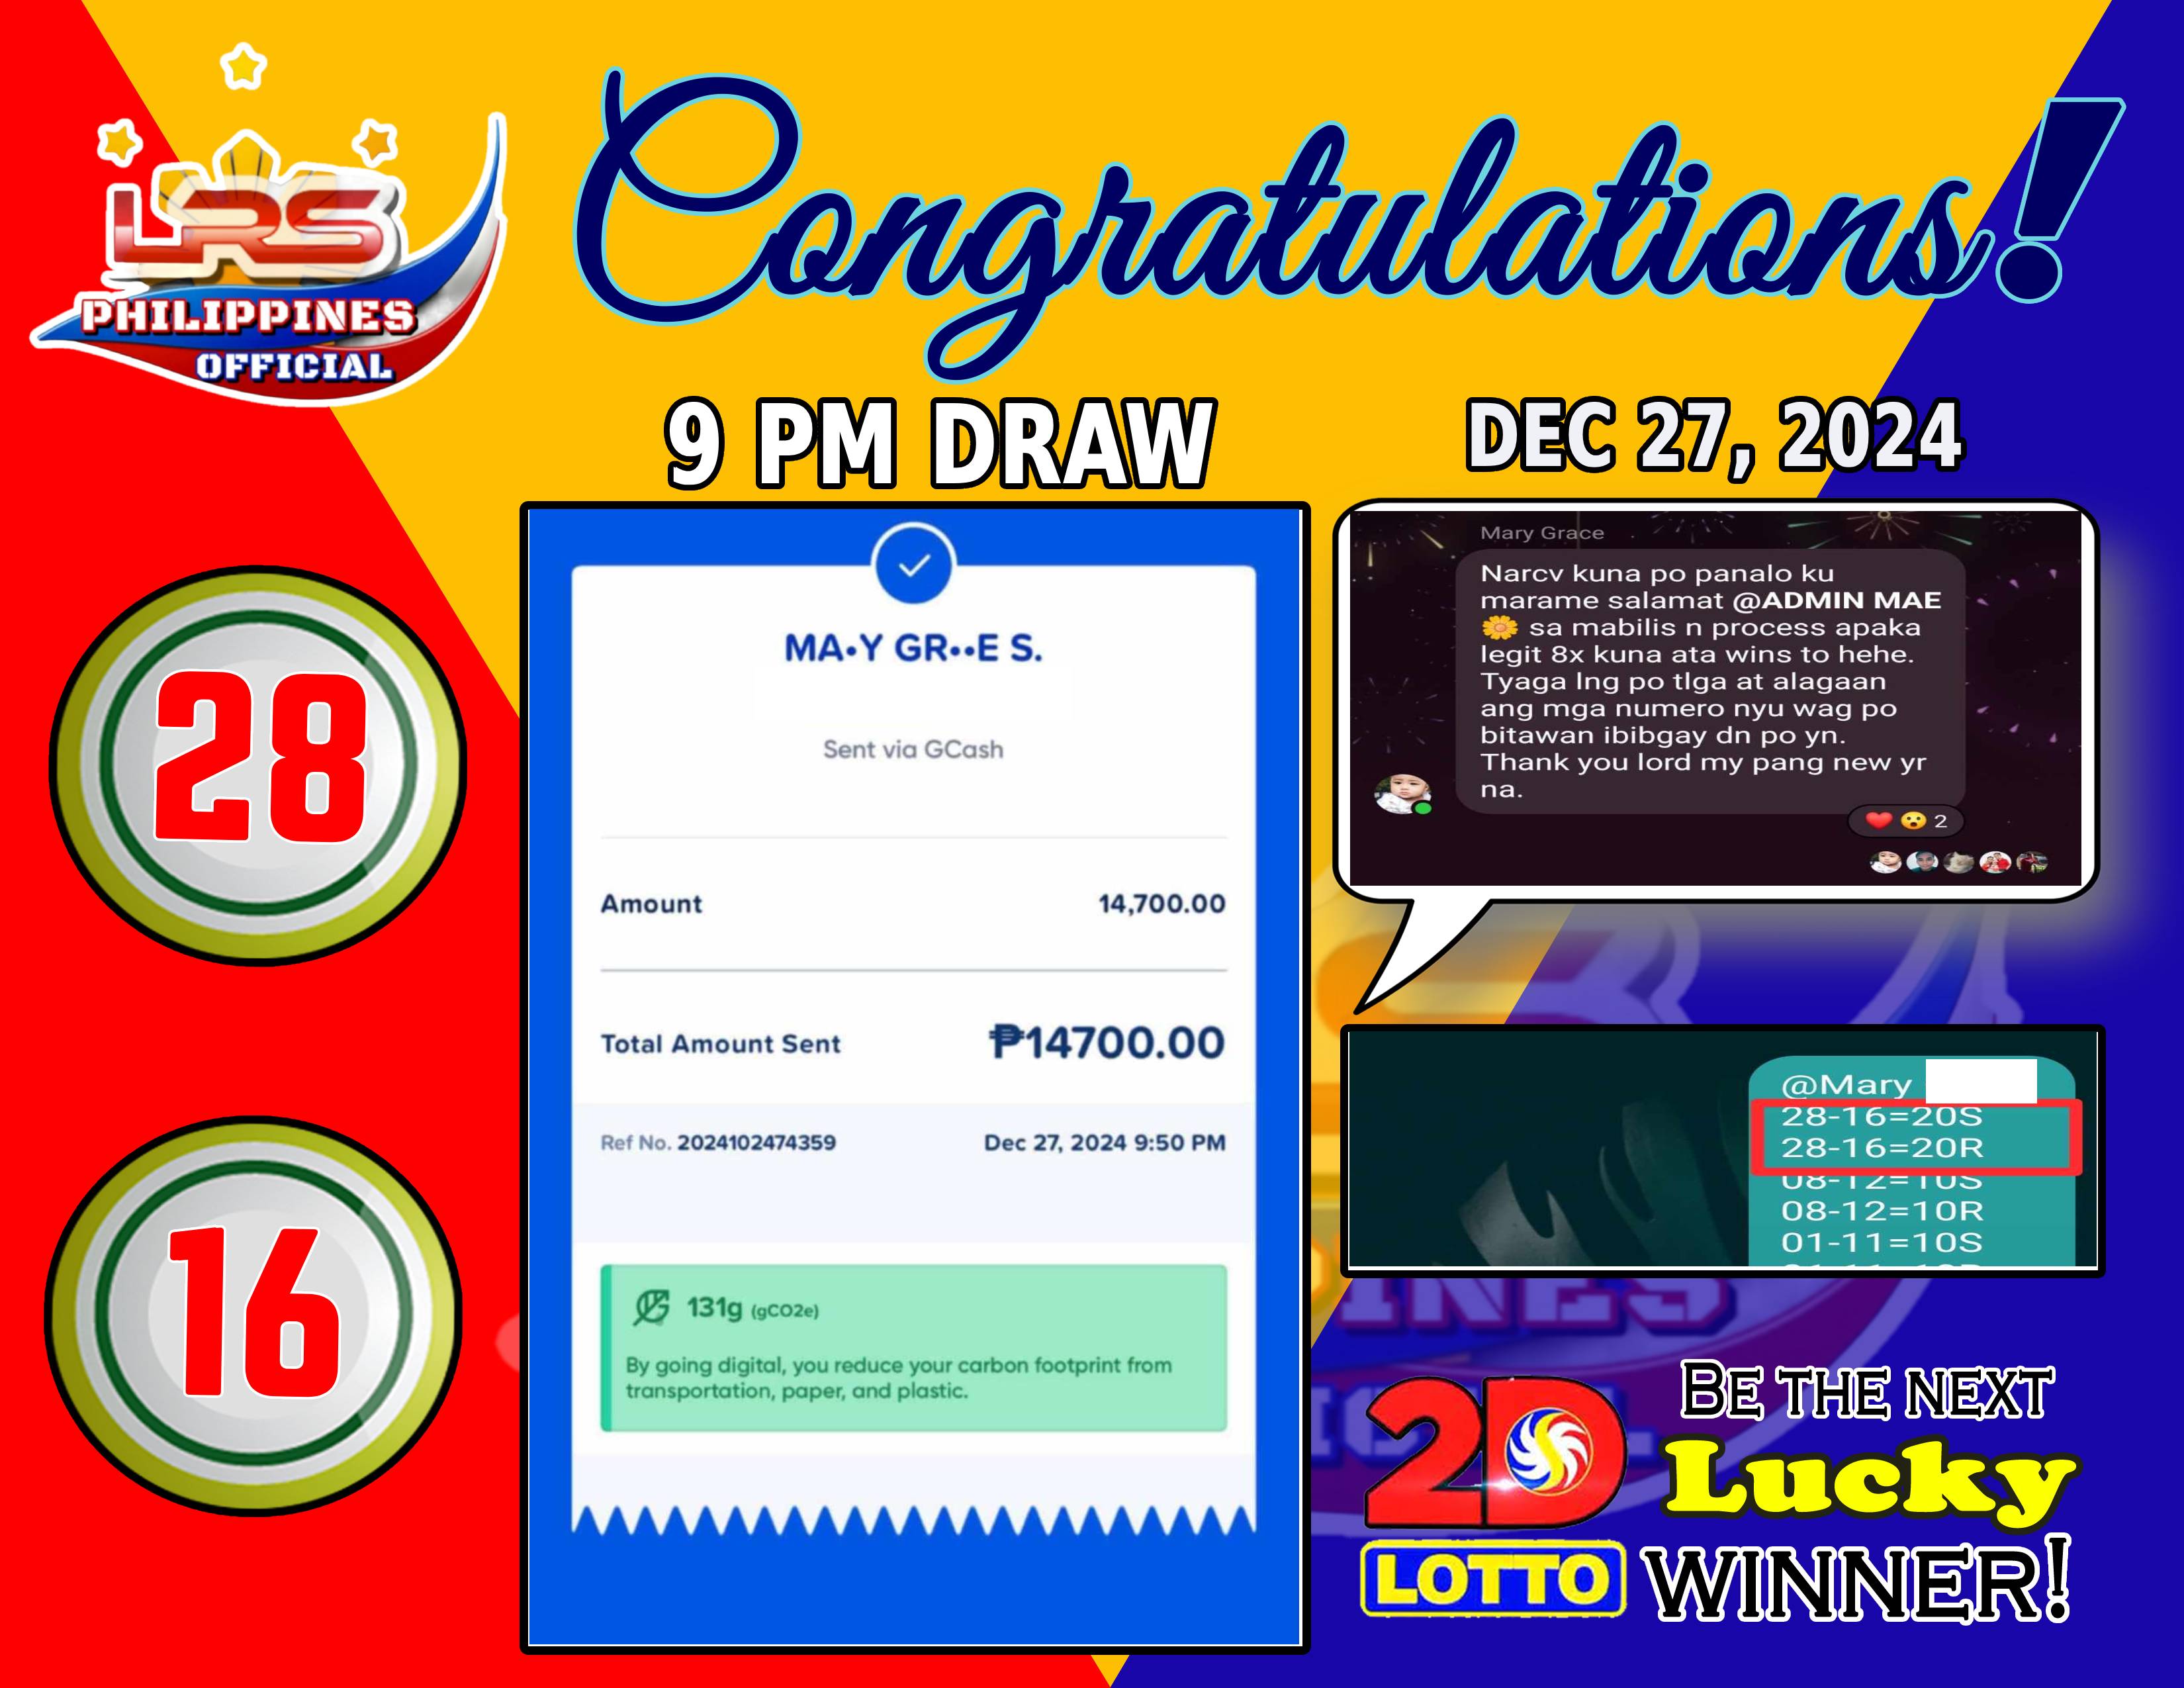 Congratulations!
LRS
PHILIPPINES
OFFICIAL
9 PM DRAW
DEC 27, 2024
28
16
MA•Y GR••E S.
Sent via GCash
Amount 14,700.00
Total Amount Sent ₱14700.00
Ref No. 2024102474359 Dec 27, 2024 9:50 PM
131g (gCO2e)
By going digital, you reduce your carbon footprint from
transportation, paper, and plastic.
Mary Grace
Narcv kuna po panalo ku
marame salamat @ADMIN MAE
🌼 sa mabilis n process apaka
legit 8x kuna ata wins to hehe.
Tyaga lng po tlga at alagaan
ang mga numero nyu wag po
bitawan ibibgay dn po yn.
Thank you lord my pang new yr
na.
❤️ 😮 2
@Mary
28-16=20S
28-16=20R
08-12=10S
08-12=10R
01-11=10S
2D
LOTTO
BE THE NEXT
Lucky
WINNER!